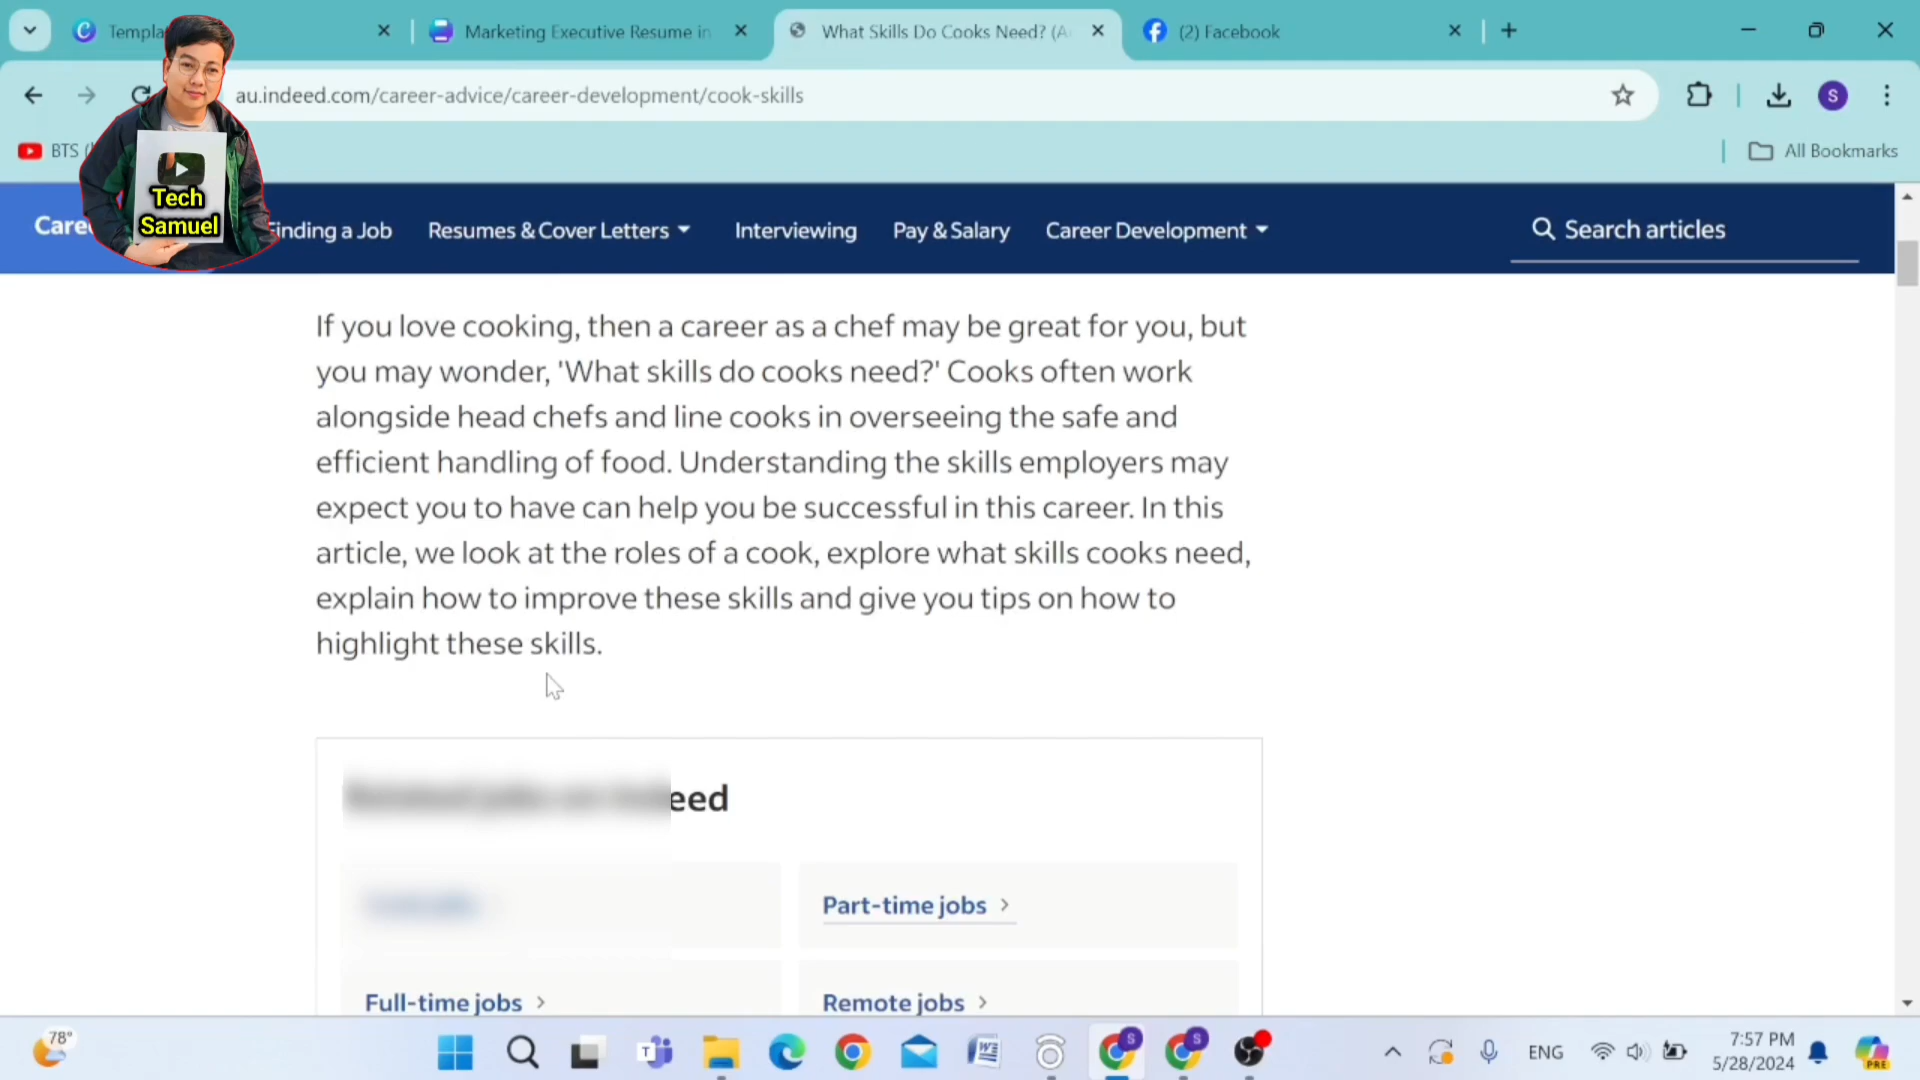 Templa
Marketing Executive Resume in
What Skills Do Cooks Need? (A
(2) Facebook
au.indeed.com/career-advice/career-development/cook-skills
S
BTS
All Bookmarks
Tech
Samuel
Care
Finding a Job
Resumes & Cover Letters
Interviewing
Pay & Salary
Career Development
Search articles
If you love cooking, then a career as a chef may be great for you, but
you may wonder, 'What skills do cooks need?' Cooks often work
alongside head chefs and line cooks in overseeing the safe and
efficient handling of food. Understanding the skills employers may
expect you to have can help you be successful in this career. In this
article, we look at the roles of a cook, explore what skills cooks need,
explain how to improve these skills and give you tips on how to
highlight these skills.
eed
Part-time jobs
Full-time jobs
Remote jobs
78°
ENG
7:57 PM
5/28/2024
PRE